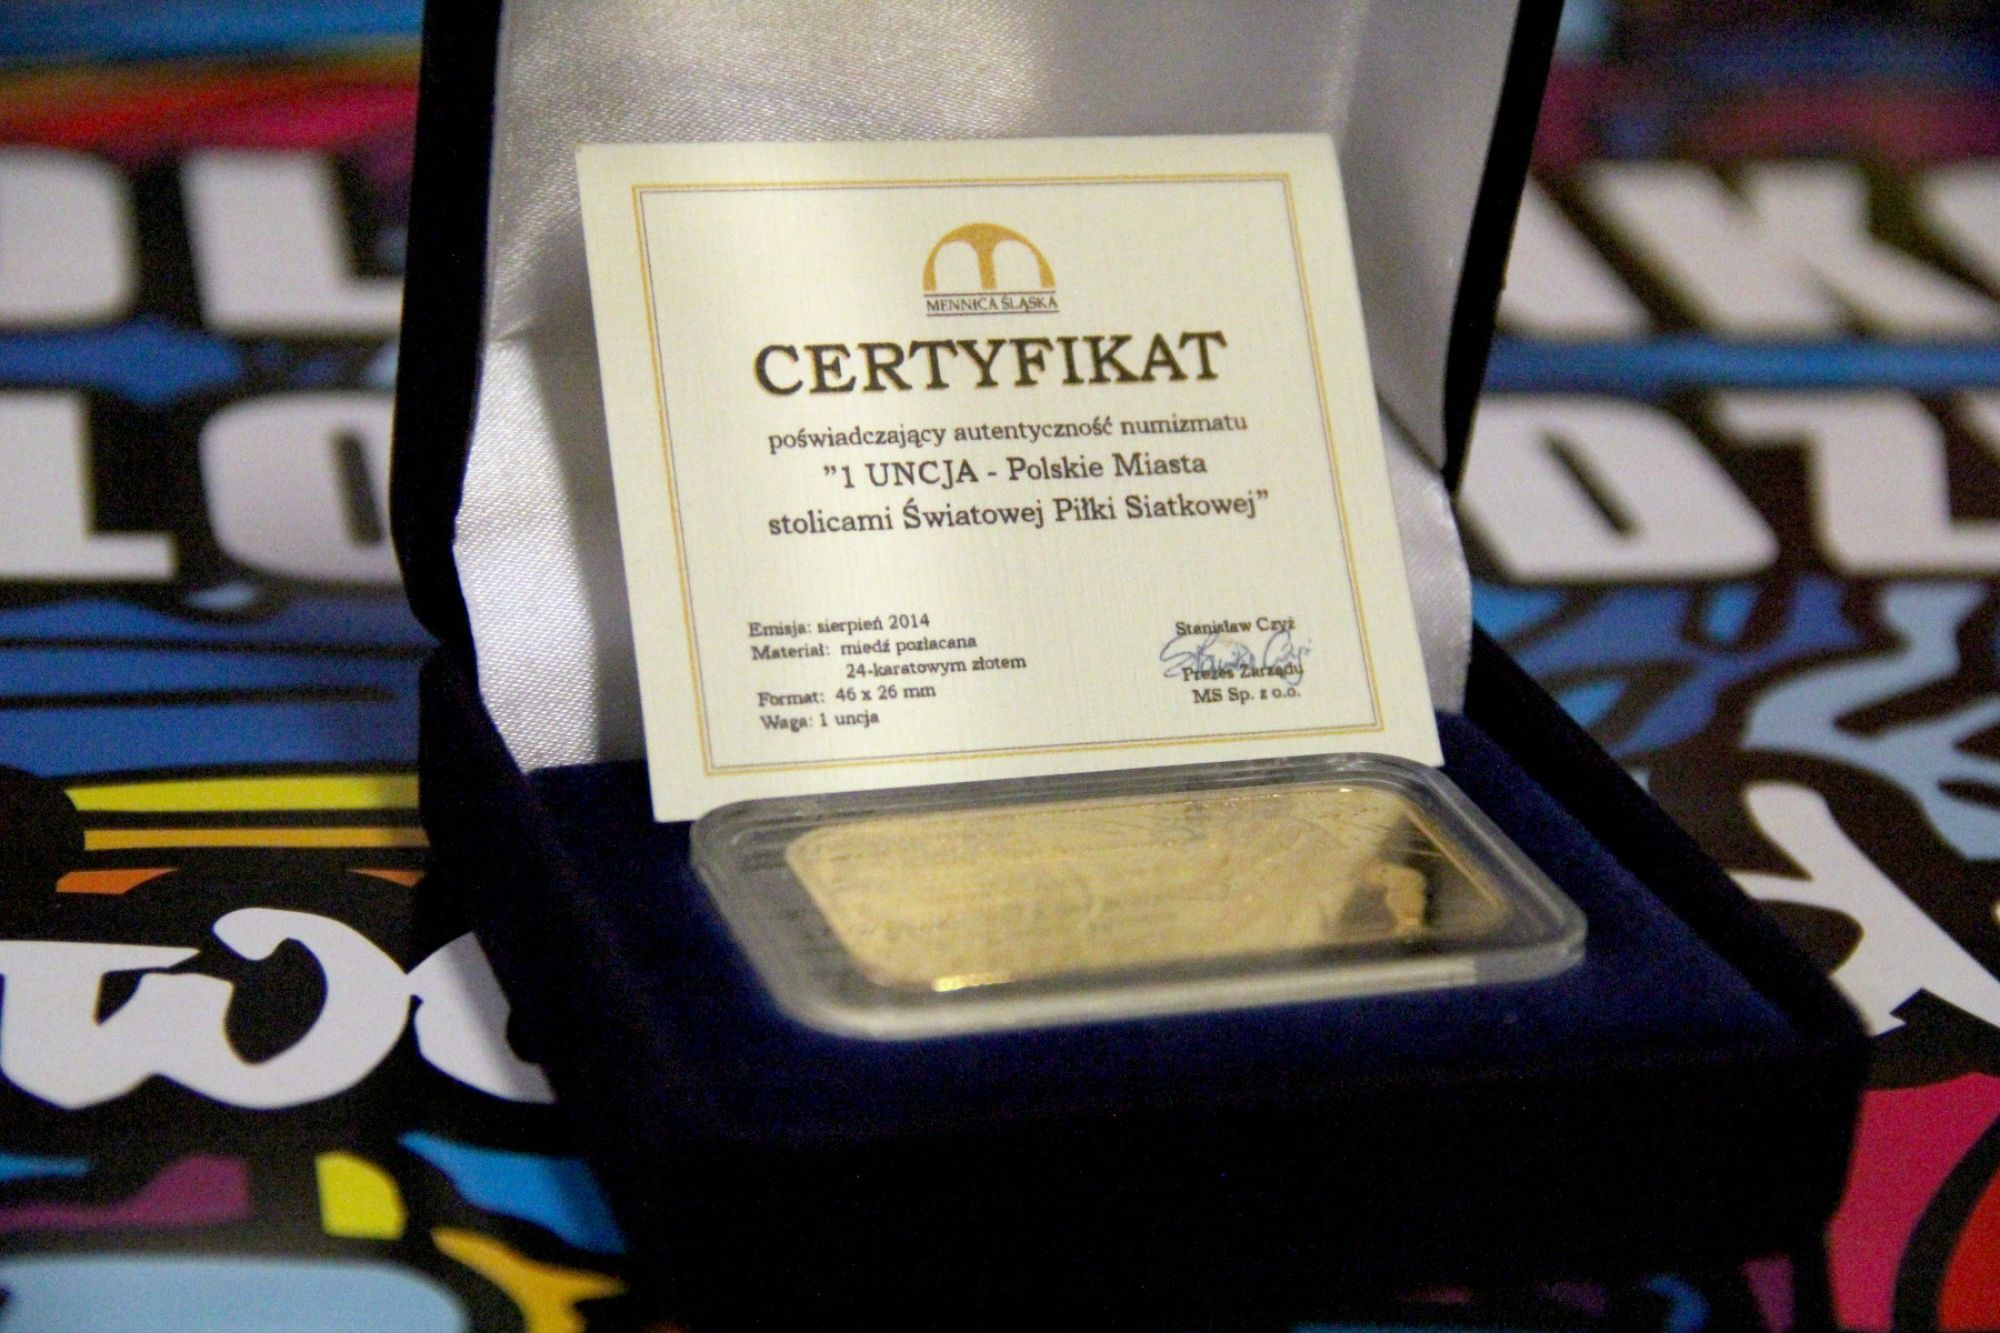 MENNICA ŚLĄSKA
CERTYFIKAT
poświadczający autentyczność numizmatu
”1 UNCJA - Polskie Miasta
stolicami Światowej Piłki Siatkowej”
Emisja: sierpień 2014
Materiał: miedź pozłacana
24-karatowym złotem
Format: 46 x 26 mm
Waga: 1 uncja
Stanisław Czyż
Prezes Zarządu
MS Sp. z o.o.